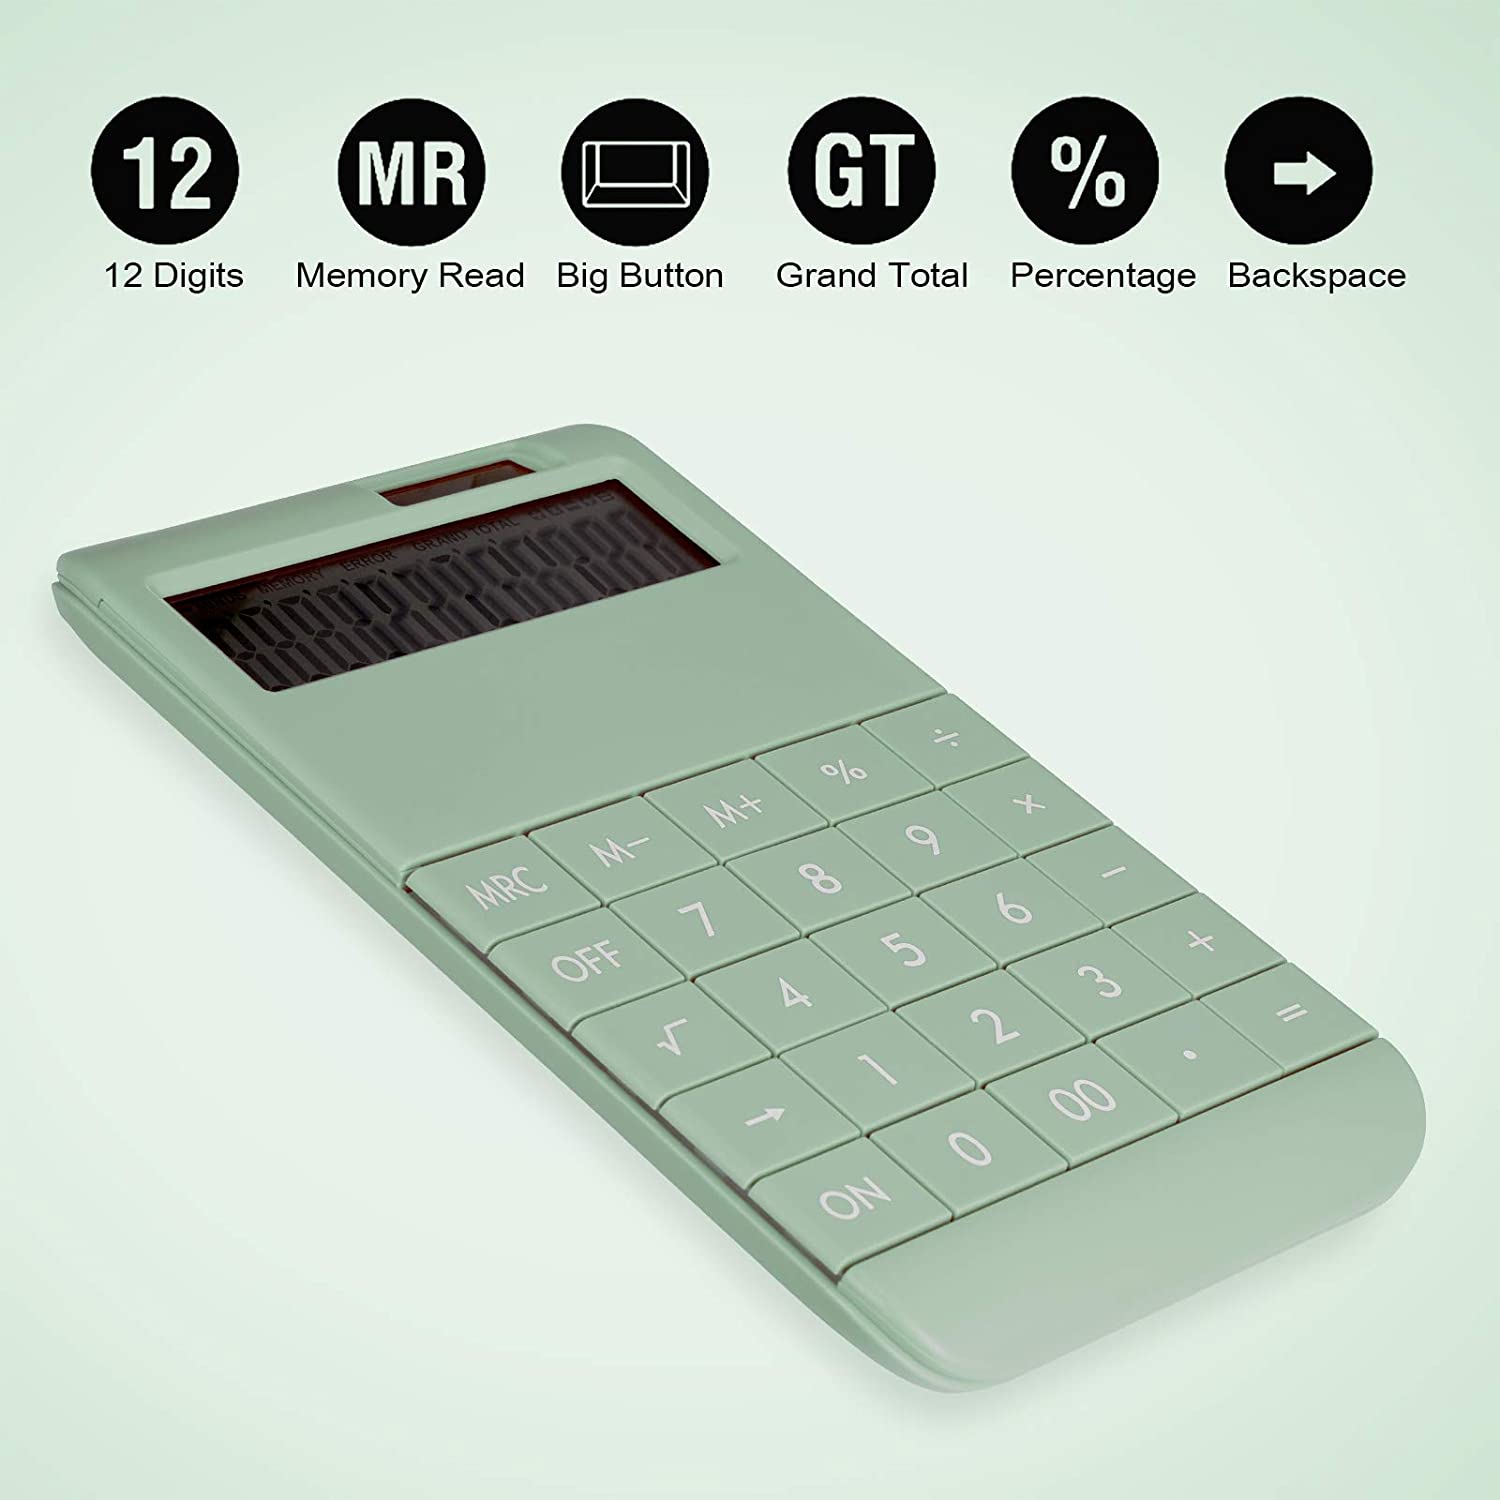 12 MR GT %
12 Digits Memory Read Big Button Grand Total Percentage Backspace
MEMORY ERROR GRAND TOTAL
MRC M− M+ % ÷
OFF 7 8 9 ×
√ 4 5 6 −
→ 1 2 3 +
ON 0 00 . =